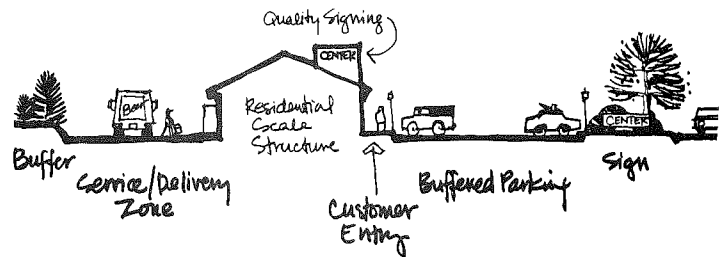 Quality Signing
CENTER
Beer
Residential
Scale
Structure
CENTER
Buffer
Service/Delivery
Zone
Customer
Entry
Buffered Parking
Sign